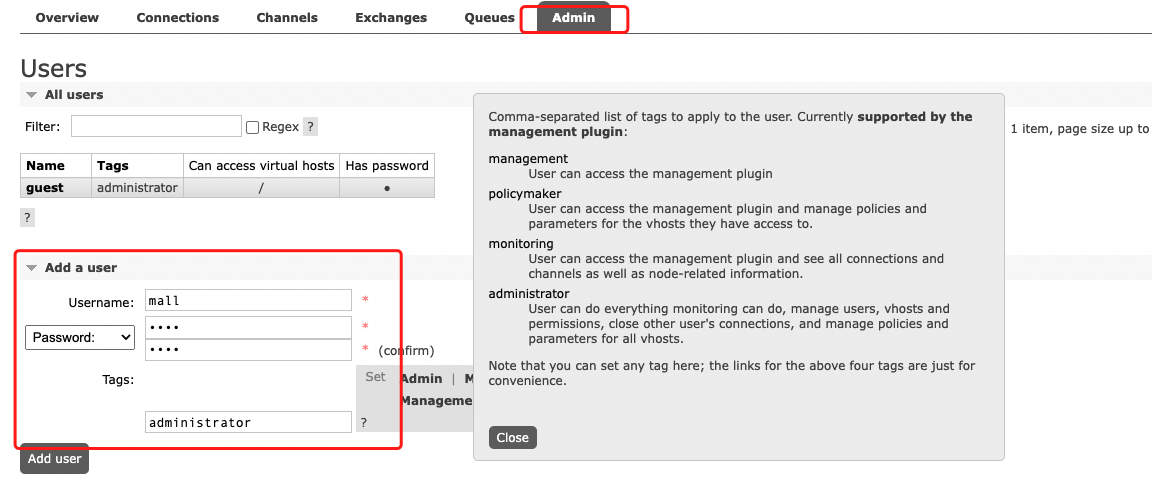 Overview Connections Channels Exchanges Queues Admin
Users
All users
Filter: Regex ?
1 item, page size up to
Name Tags Can access virtual hosts Has password
guest administrator / •
?
Add a user
Username: mall *
Password: •••• *
•••• * (confirm)
Tags:
Set Admin | M
Manageme
administrator ?
Add user
Comma-separated list of tags to apply to the user. Currently supported by the
management plugin:
management
User can access the management plugin
policymaker
User can access the management plugin and manage policies and
parameters for the vhosts they have access to.
monitoring
User can access the management plugin and see all connections and
channels as well as node-related information.
administrator
User can do everything monitoring can do, manage users, vhosts and
permissions, close other user's connections, and manage policies and
parameters for all vhosts.
Note that you can set any tag here; the links for the above four tags are just for
convenience.
Close